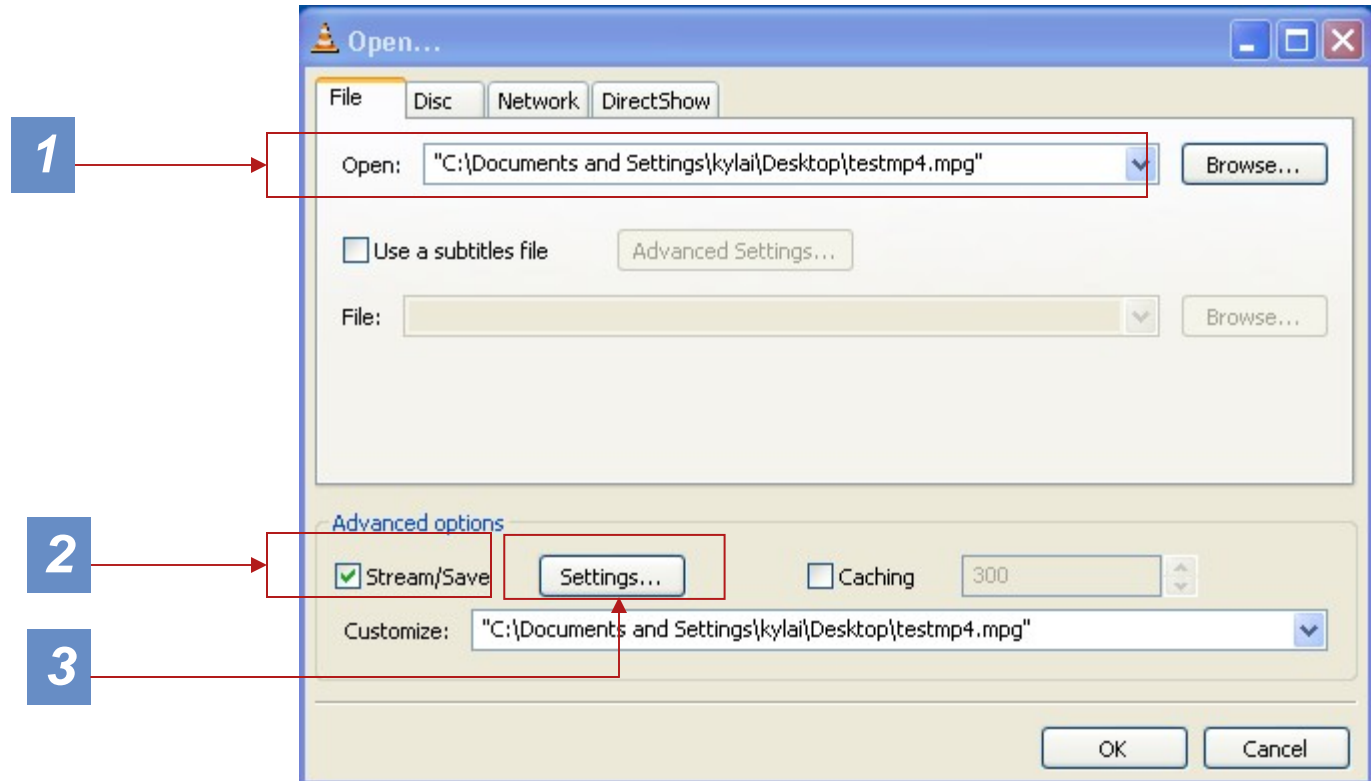 Open...
File Disc Network DirectShow
1
Open: "C:\Documents and Settings\kylai\Desktop\testmp4.mpg" Browse...
Use a subtitles file Advanced Settings...
File: Browse...
Advanced options
2
Stream/Save Settings... Caching 300
Customize: "C:\Documents and Settings\kylai\Desktop\testmp4.mpg"
3
OK Cancel